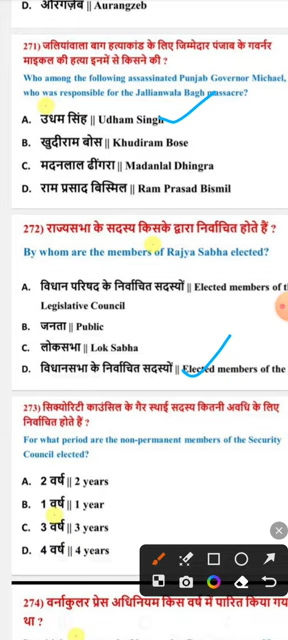 D. औरंगज़ेब || Aurangzeb
271) जलियांवाला बाग हत्याकांड के लिए जिम्मेदार पंजाब के गवर्नर
माइकल की हत्या इनमें से किसने की ?
Who among the following assassinated Punjab Governor Michael,
who was responsible for the Jallianwala Bagh massacre?
A. उधम सिंह || Udham Singh
B. खुदीराम बोस || Khudiram Bose
C. मदनलाल ढींगरा || Madanlal Dhingra
D. राम प्रसाद बिस्मिल || Ram Prasad Bismil
272) राज्यसभा के सदस्य किसके द्वारा निर्वाचित होते हैं ?
By whom are the members of Rajya Sabha elected?
A. विधान परिषद के निर्वाचित सदस्यों || Elected members of
Legislative Council
B. जनता || Public
C. लोकसभा || Lok Sabha
D. विधानसभा के निर्वाचित सदस्यों || Elected members of the
273) सिक्योरिटी काउंसिल के गैर स्थाई सदस्य कितनी अवधि के लिए
निर्वाचित होते हैं ?
For what period are the non-permanent members of the Security
Council elected?
A. 2 वर्ष || 2 years
B. 1 वर्ष || 1 year
C. 3 वर्ष || 3 years
D. 4 वर्ष || 4 years
274) वर्नाकुलर प्रेस अधिनियम किस वर्ष में पारित किया
था ?